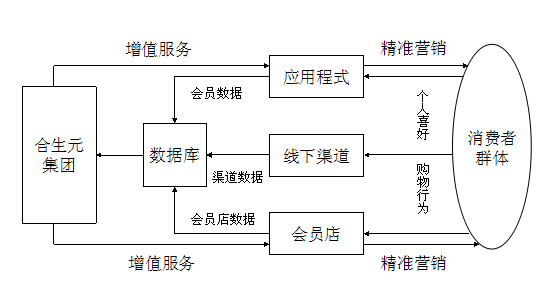 增值服务
精准营销
应用程式
会员数据
个人喜好
合生元
集团
数据库
线下渠道
消费者
群体
渠道数据
购物行为
会员店数据
会员店
增值服务
精准营销